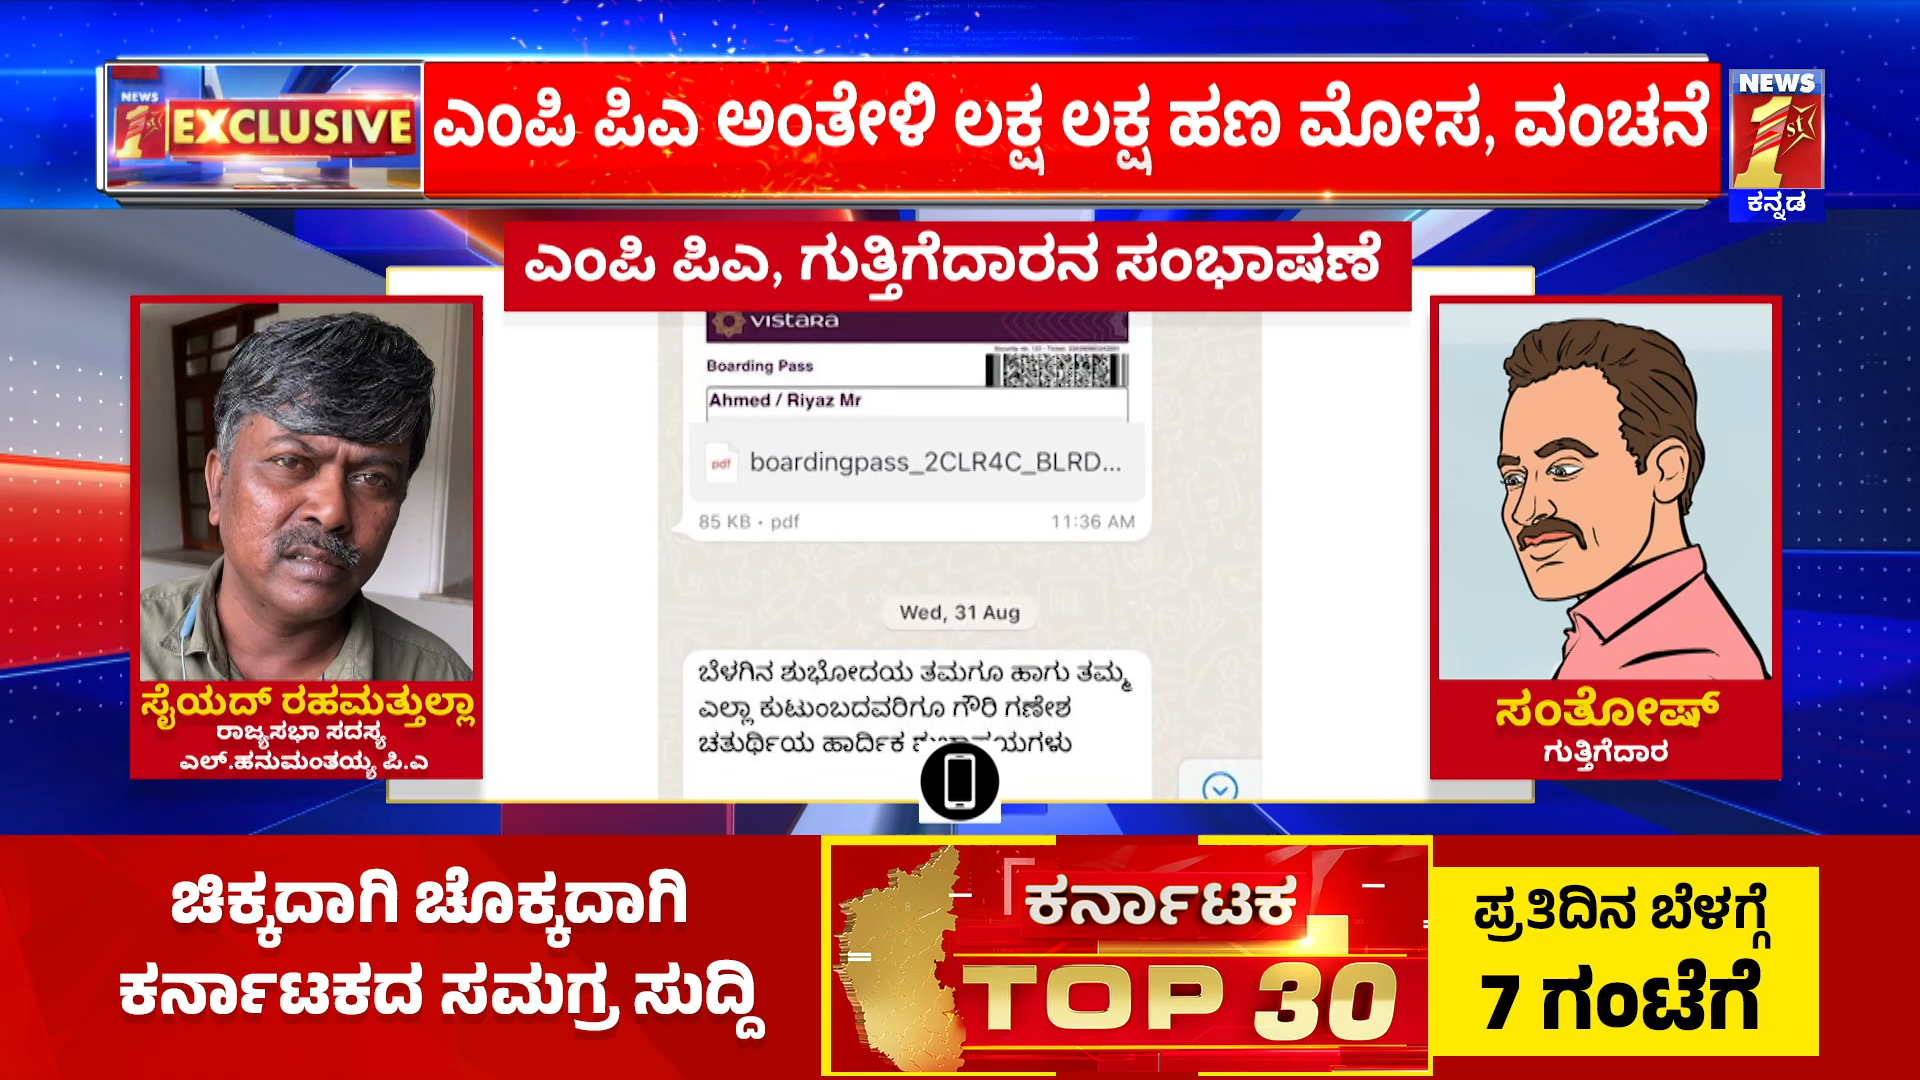 NEWS
1st
EXCLUSIVE
ಎಂಪಿ ಪಿಎ ಅಂತೇಳಿ ಲಕ್ಷ ಲಕ್ಷ ಹಣ ಮೋಸ, ವಂಚನೆ
NEWS
1st
ಕನ್ನಡ
ಎಂಪಿ ಪಿಎ, ಗುತ್ತಿಗೆದಾರನ ಸಂಭಾಷಣೆ
vistara
Boarding Pass
Ahmed / Riyaz Mr
pdf
boardingpass_2CLR4C_BLRD...
85 KB • pdf
11:36 AM
Wed, 31 Aug
ಬೆಳಗಿನ ಶುಭೋದಯ ತಮಗೂ ಹಾಗು ತಮ್ಮ
ಎಲ್ಲಾ ಕುಟುಂಬದವರಿಗೂ ಗೌರಿ ಗಣೇಶ
ಚತುರ್ಥಿಯ ಹಾರ್ದಿಕ
ಸೈಯದ್ ರಹಮತ್ತುಲ್ಲಾ
ರಾಜ್ಯಸಭಾ ಸದಸ್ಯ
ಎಲ್.ಹನುಮಂತಯ್ಯ ಪಿ.ಎ
ಸಂತೋಷ್
ಗುತ್ತಿಗೆದಾರ
ಚಿಕ್ಕದಾಗಿ ಚೊಕ್ಕದಾಗಿ
ಕರ್ನಾಟಕದ ಸಮಗ್ರ ಸುದ್ದಿ
ಕರ್ನಾಟಕ
TOP 30
ಪ್ರತಿದಿನ ಬೆಳಗ್ಗೆ
7 ಗಂಟೆಗೆ